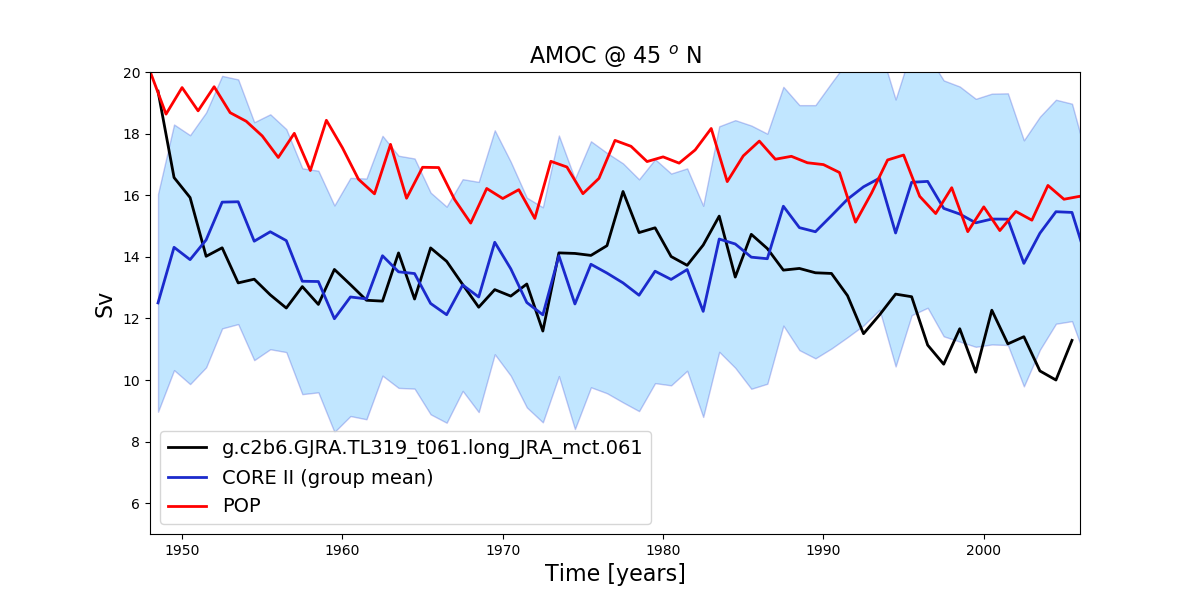 AMOC @ 45 ° N
20
18
16
14
12
10
8
6
Sv
g.c2b6.GJRA.TL319_t061.long_JRA_mct.061
CORE II (group mean)
POP
1950 1960 1970 1980 1990 2000
Time [years]